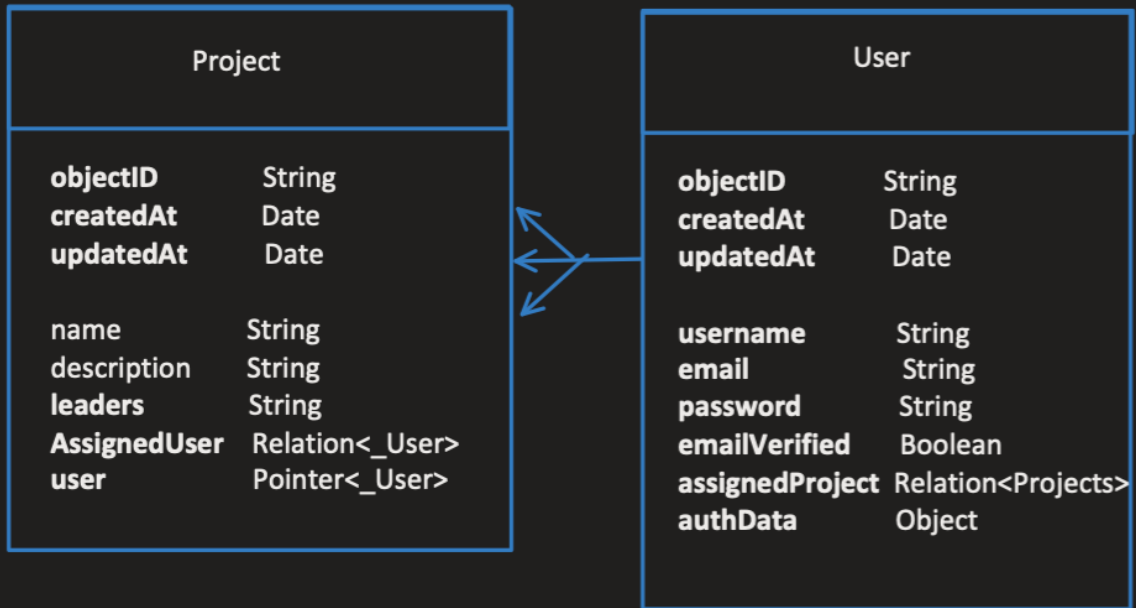 Project
objectID String
createdAt Date
updatedAt Date
name String
description String
leaders String
AssignedUser Relation<_User>
user Pointer<_User>
User
objectID String
createdAt Date
updatedAt Date
username String
email String
password String
emailVerified Boolean
assignedProject Relation<Projects>
authData Object